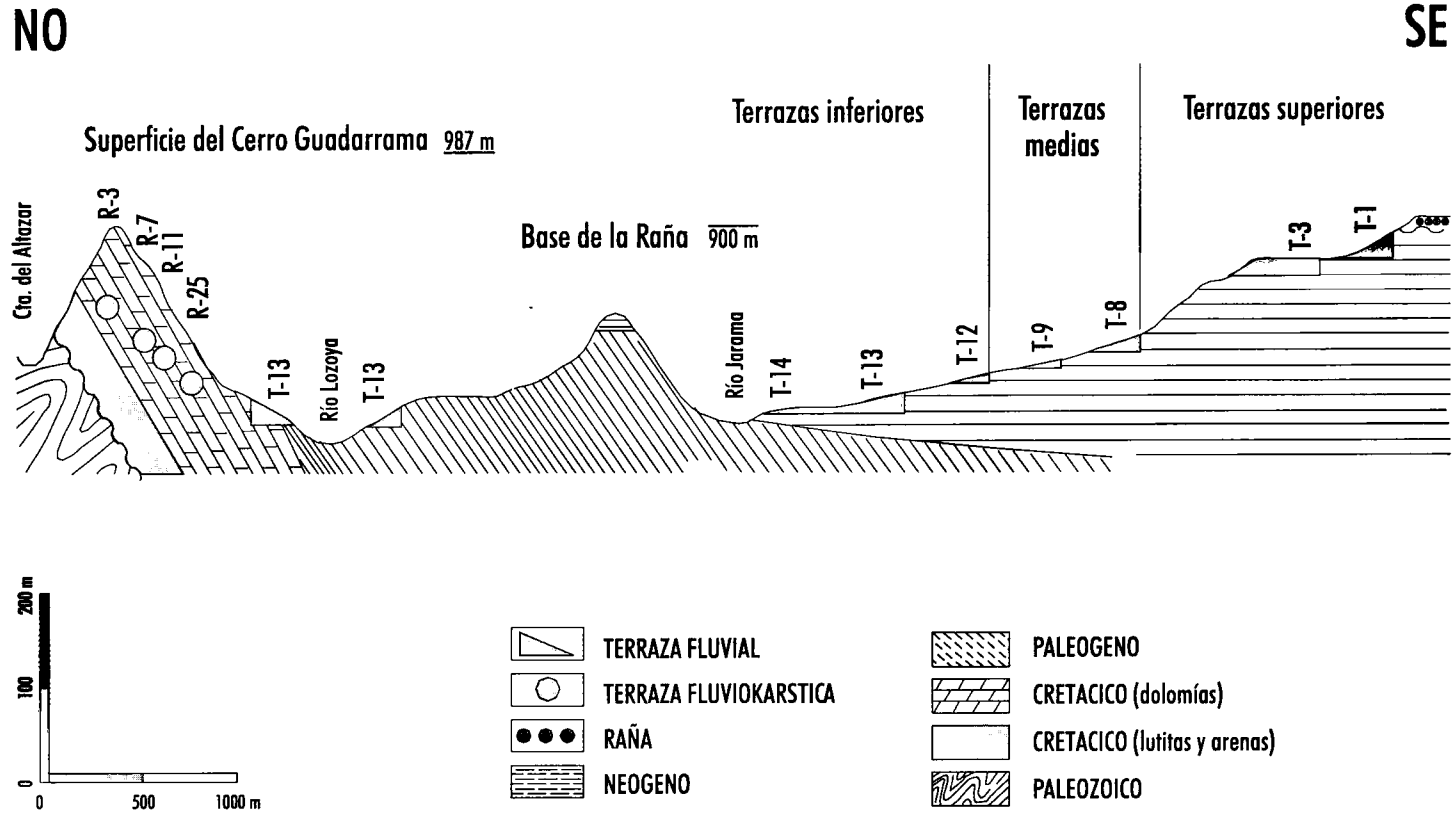 NO
SE
Terrazas inferiores
Terrazas
medias
Terrazas superiores
Superficie del Cerro Guadarrama 987 m
Base de la Raña 900 m
Cta. del Altazar
R-3
R-7
R-11
R-25
T-13
Río Lozoya
T-13
Río Jarama
T-14
T-13
T-12
T-9
T-8
T-3
T-1
200 m
100
0
0
500
1000 m
TERRAZA FLUVIAL
TERRAZA FLUVIOKARSTICA
RAÑA
NEOGENO
PALEOGENO
CRETACICO (dolomías)
CRETACICO (lutitas y arenas)
PALEOZOICO